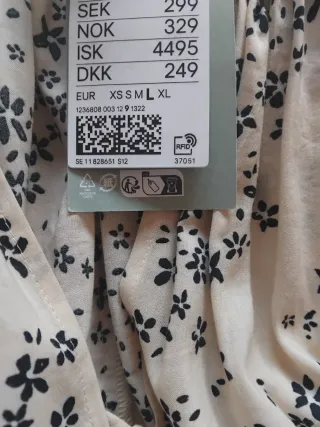 SEK 299
NOK 329
ISK 4495
DKK 249
EUR XS S M L XL
1236808 003 12 9 1322
SE 11 828651 S12
RFID
37051